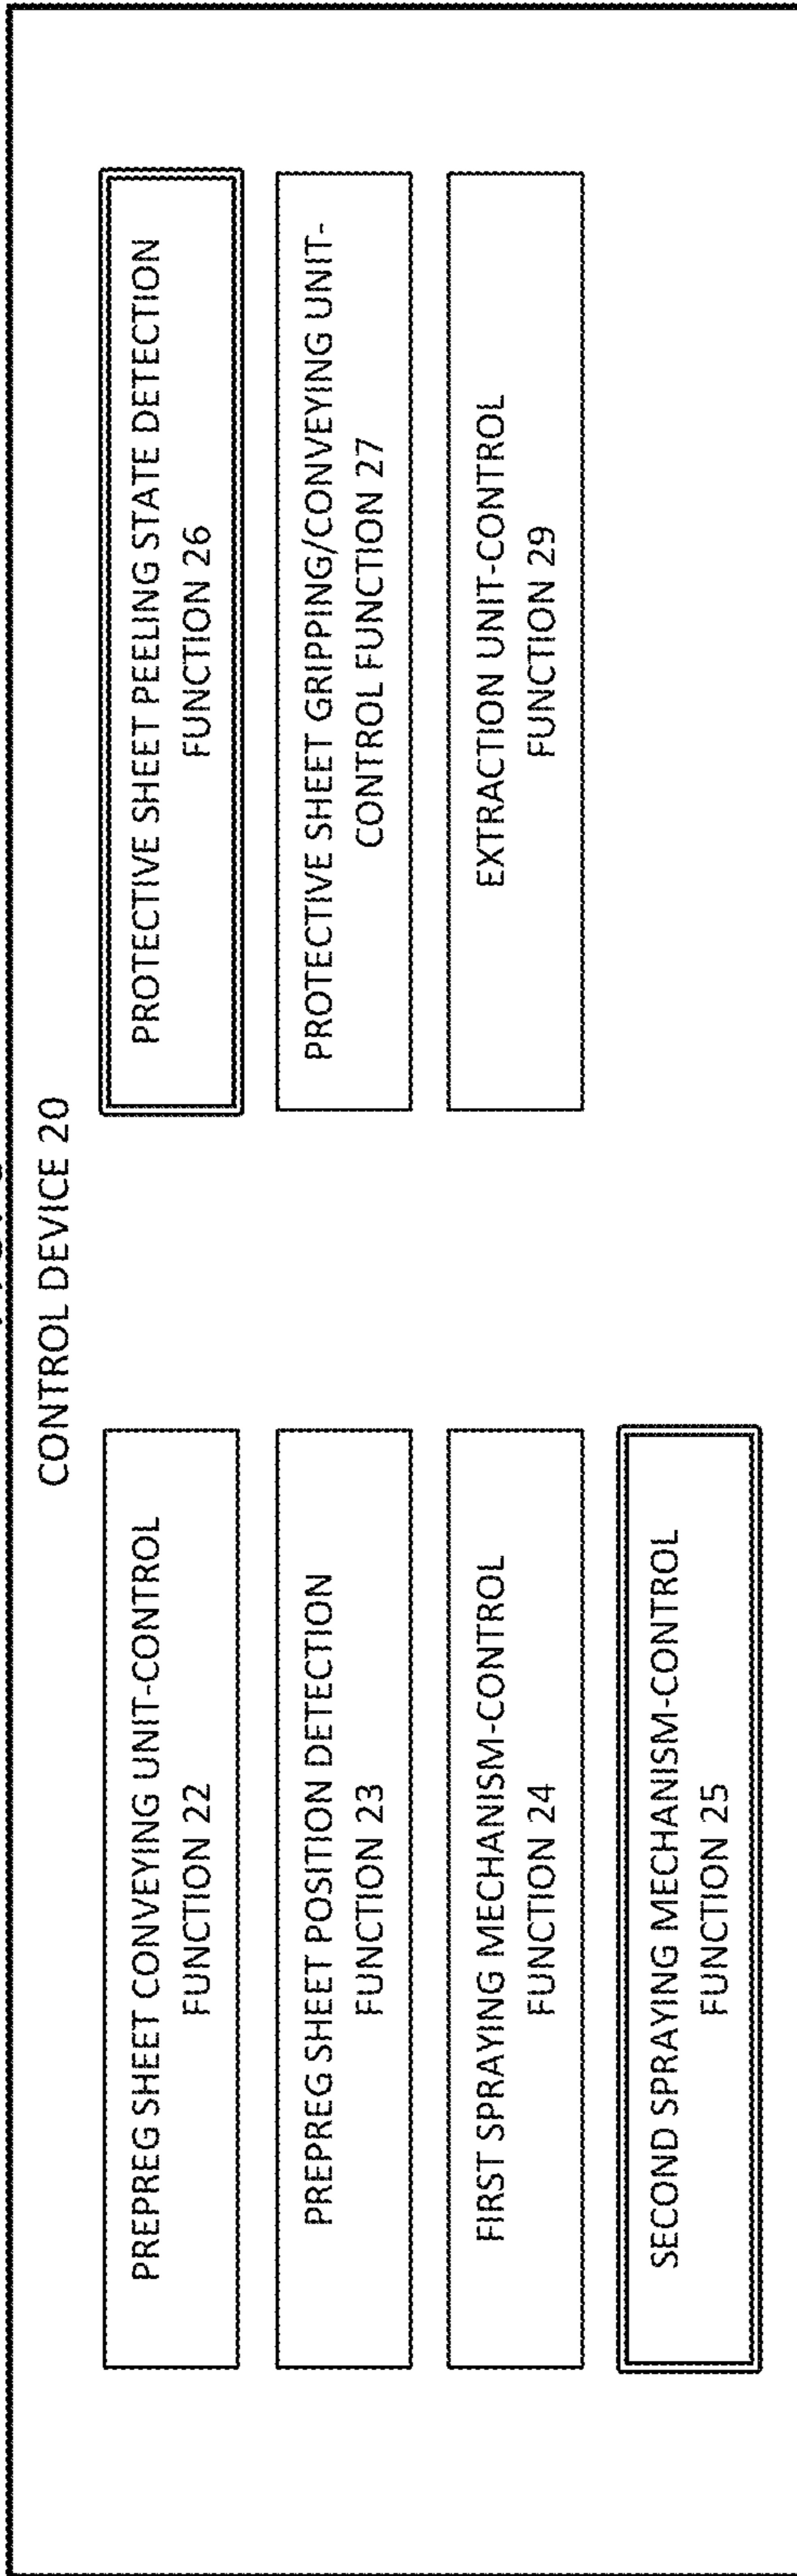 CONTROL DEVICE 20
PREPREG SHEET CONVEYING UNIT-CONTROL
FUNCTION 22
PREPREG SHEET POSITION DETECTION
FUNCTION 23
FIRST SPRAYING MECHANISM-CONTROL
FUNCTION 24
SECOND SPRAYING MECHANISM-CONTROL
FUNCTION 25
PROTECTIVE SHEET PEELING STATE DETECTION
FUNCTION 26
PROTECTIVE SHEET GRIPPING/CONVEYING UNIT-
CONTROL FUNCTION 27
EXTRACTION UNIT-CONTROL
FUNCTION 29